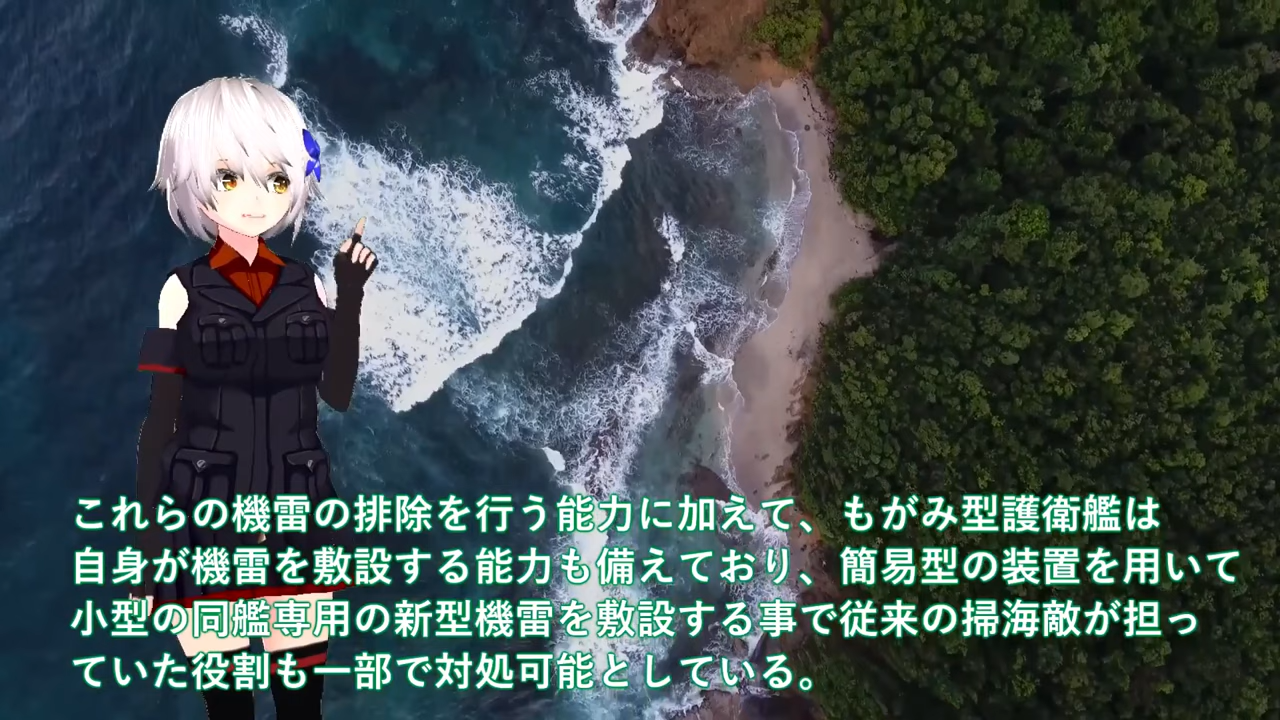 これらの機雷の排除を行う能力に加えて、もがみ型護衛艦は
自身が機雷を敷設する能力も備えており、簡易型の装置を用いて
小型の同艦専用の新型機雷を敷設する事で従来の掃海敵が担っ
ていた役割も一部で対処可能としている。